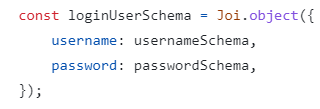 const loginUserSchema = Joi.object({
    username: usernameSchema,
    password: passwordSchema,
});